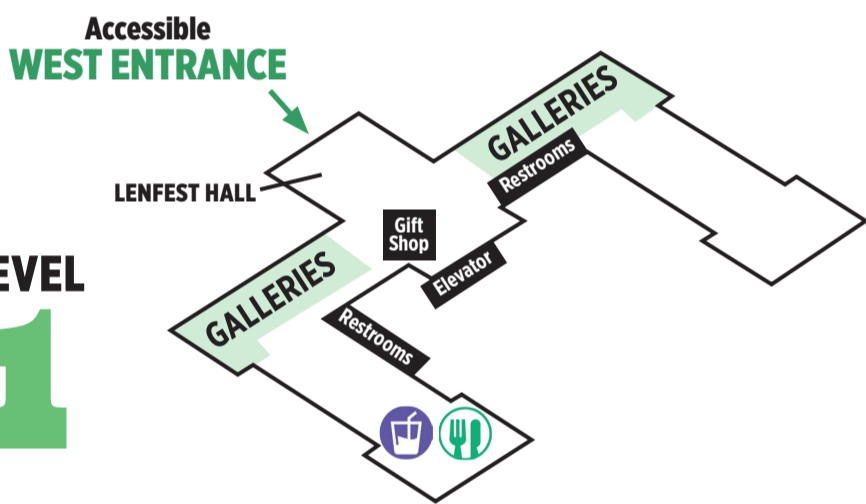 Accessible
WEST ENTRANCE
GALLERIES
Restrooms
LENFEST HALL
Gift
Shop
Elevator
EVEL
1
GALLERIES
Restrooms